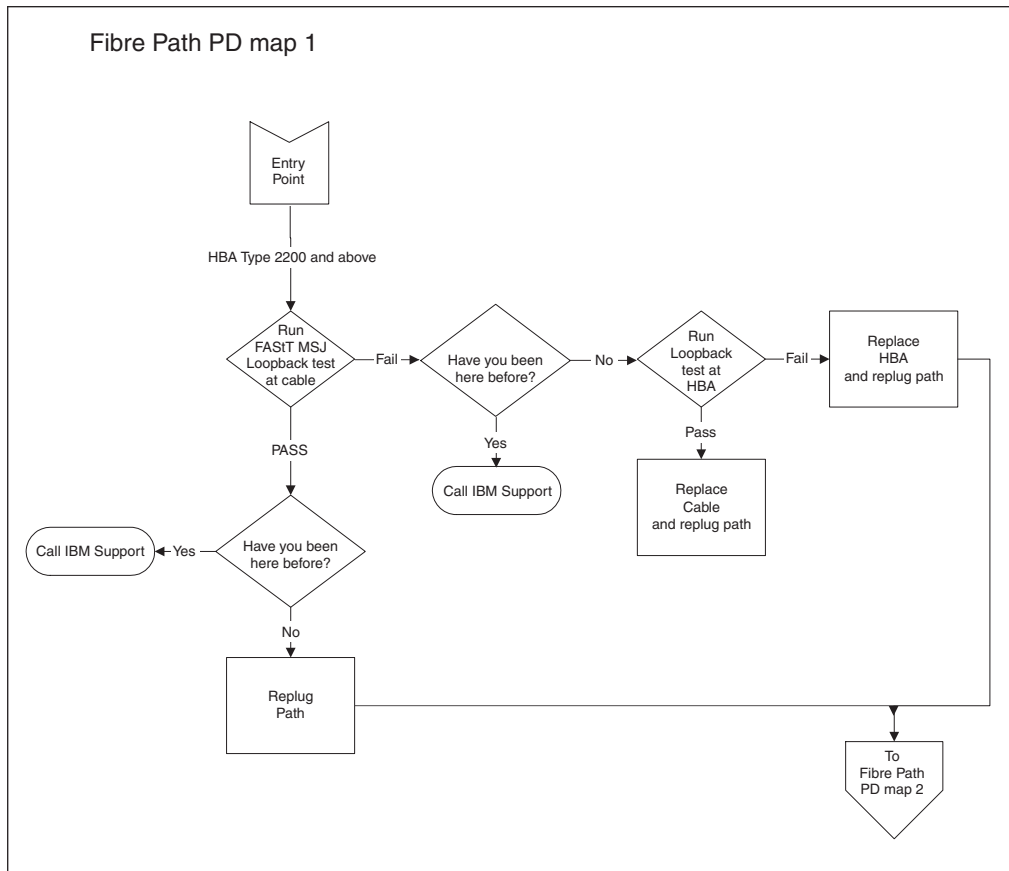 Fibre Path PD map 1
Entry
Point
HBA Type 2200 and above
Run
FAStT MSJ
Loopback test
at cable
Fail
Have you been
here before?
No
Run
Loopback
test at
HBA
Fail
Replace
HBA
and replug path
PASS
Yes
Call IBM Support
Pass
Replace
Cable
and replug path
Call IBM Support
Yes
Have you been
here before?
No
Replug
Path
To
Fibre Path
PD map 2